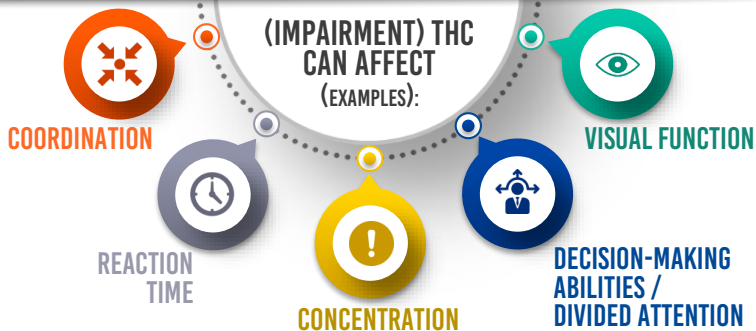 (IMPAIRMENT) THC
CAN AFFECT
(EXAMPLES):
COORDINATION
REACTION
TIME
CONCENTRATION
DECISION-MAKING
ABILITIES /
DIVIDED ATTENTION
VISUAL FUNCTION